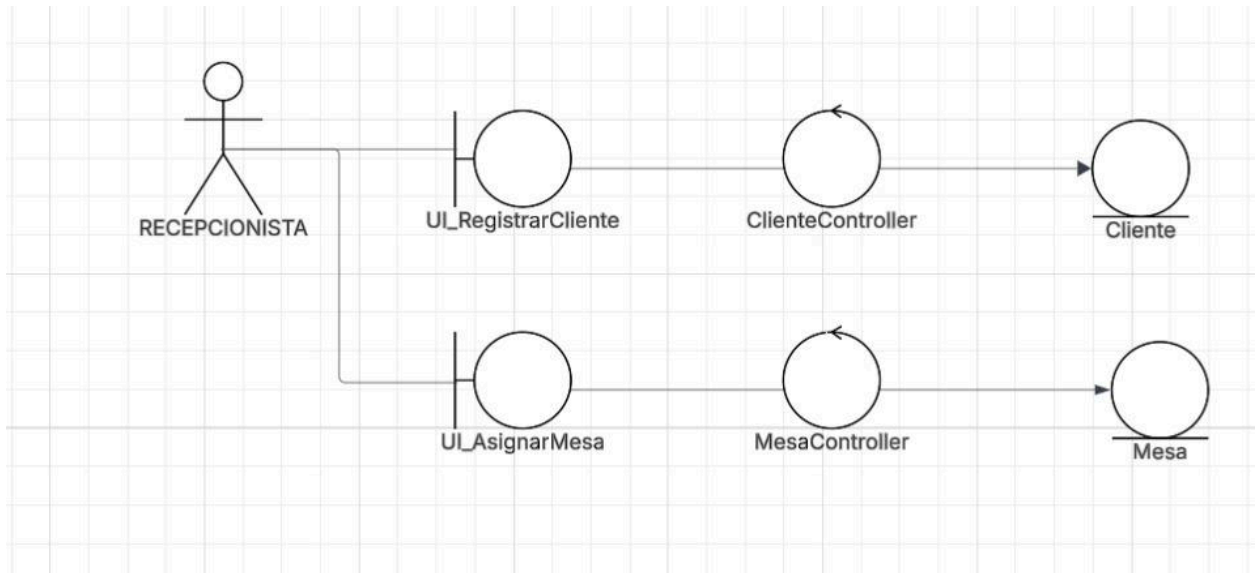 RECEPCIONISTA
UI_RegistrarCliente
ClienteController
Cliente
UI_AsignarMesa
MesaController
Mesa